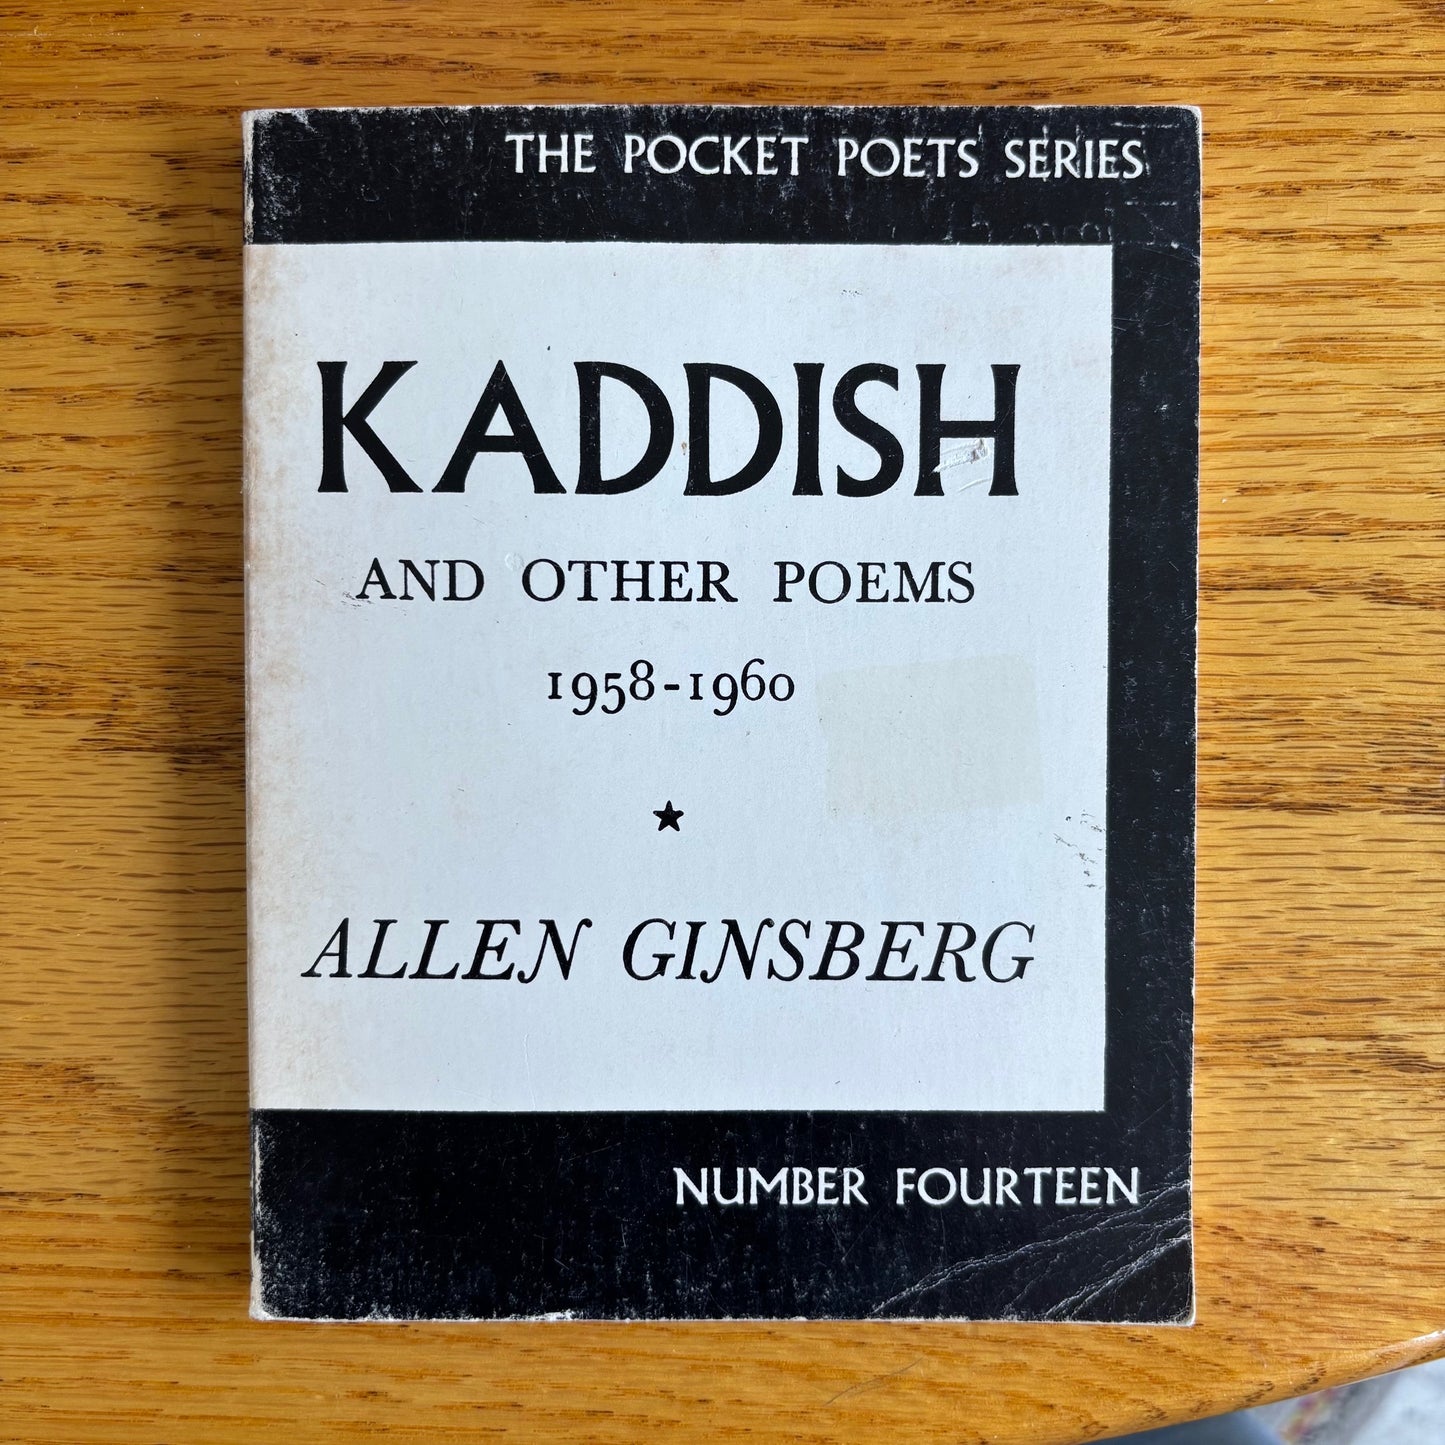 THE POCKET POETS SERIES
KADDISH
AND OTHER POEMS
1958-1960
ALLEN GINSBERG
NUMBER FOURTEEN